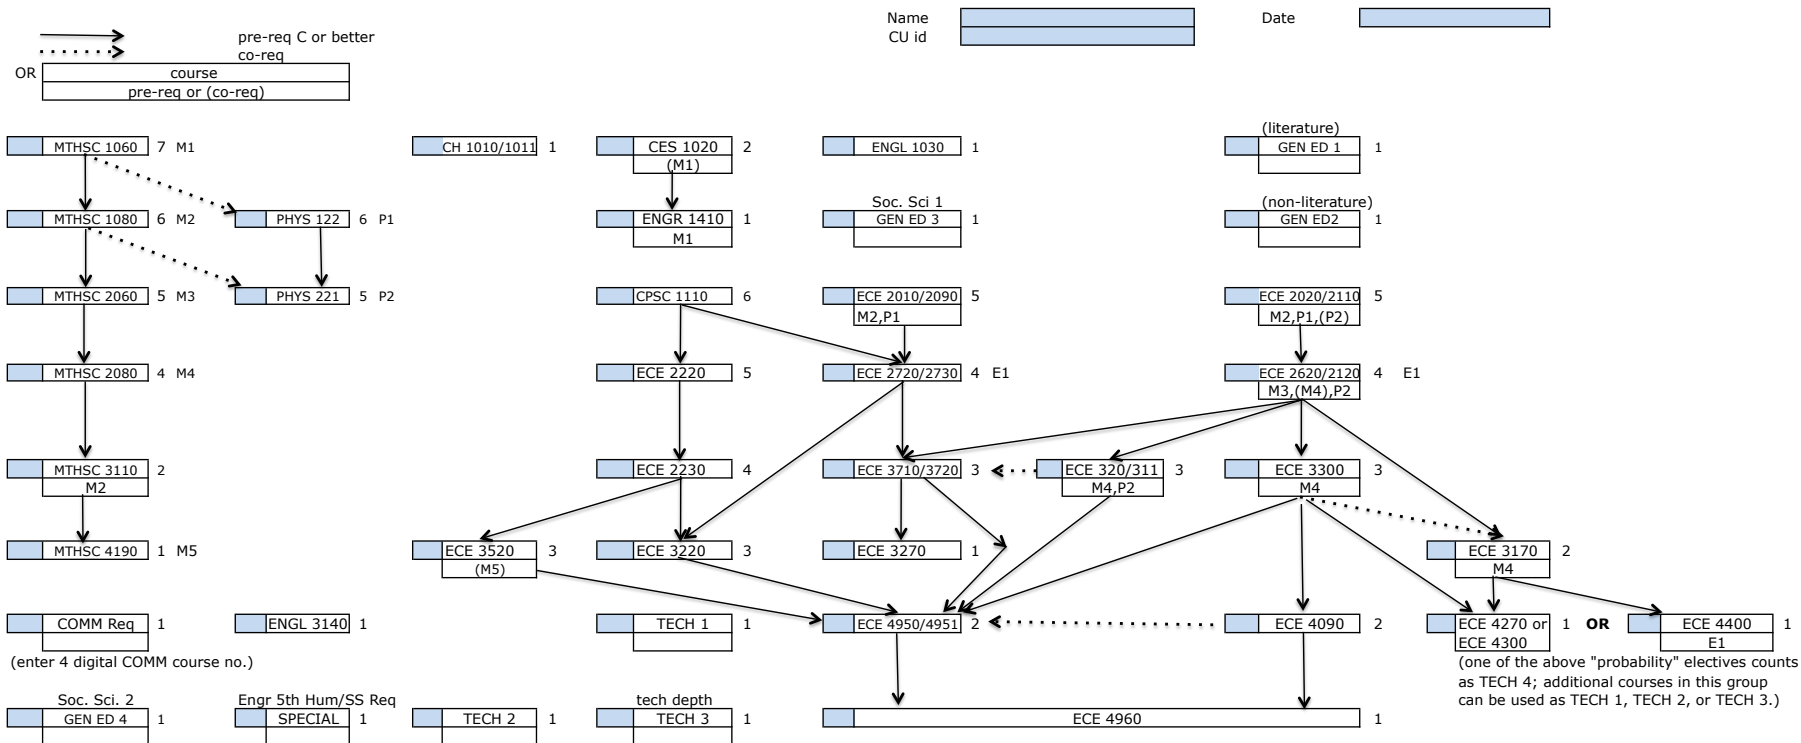 Name Date
CU id
pre-req C or better
co-req
OR course
pre-req or (co-req)
(literature)
MTHSC 1060 7 M1 CH 1010/1011 1 CES 1020 2 ENGL 1030 1 GEN ED 1 1
(M1)
Soc. Sci 1 (non-literature)
MTHSC 1080 6 M2 PHYS 122 6 P1 ENGR 1410 1 GEN ED 3 1 GEN ED2 1
M1
MTHSC 2060 5 M3 PHYS 221 5 P2 CPSC 1110 6 ECE 2010/2090 5 ECE 2020/2110 5
M2,P1 M2,P1,(P2)
MTHSC 2080 4 M4 ECE 2220 5 ECE 2720/2730 4 E1 ECE 2620/2120 4 E1
M3,(M4),P2
MTHSC 3110 2 ECE 2230 4 ECE 3710/3720 3 ECE 320/311 3 ECE 3300 3
M2 M4,P2 M4
MTHSC 4190 1 M5 ECE 3520 3 ECE 3220 3 ECE 3270 1 ECE 3170 2
(M5) M4
COMM Req 1 ENGL 3140 1 TECH 1 1 ECE 4950/4951 2 ECE 4090 2 ECE 4270 or 1 OR ECE 4400 1
ECE 4300 E1
(enter 4 digital COMM course no.) (one of the above "probability" electives counts
as TECH 4; additional courses in this group
can be used as TECH 1, TECH 2, or TECH 3.)
Soc. Sci. 2 Engr 5th Hum/SS Req tech depth
GEN ED 4 1 SPECIAL 1 TECH 2 1 TECH 3 1 ECE 4960 1